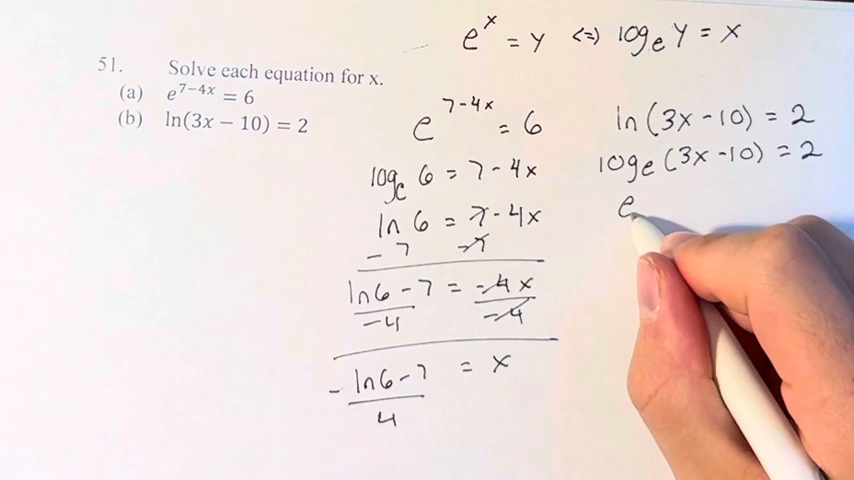 e^x = y <=> log_e y = x
51. Solve each equation for x.
(a) e^{7-4x} = 6
(b) ln(3x − 10) = 2
e^{7-4x} = 6
log_e 6 = 7 - 4x
ln 6 = 7 - 4x
- 7 -7
ln6 - 7 = -4x
-4 -4
- ln6 - 7 = x
4
ln (3x - 10) = 2
log_e (3x - 10) = 2
e